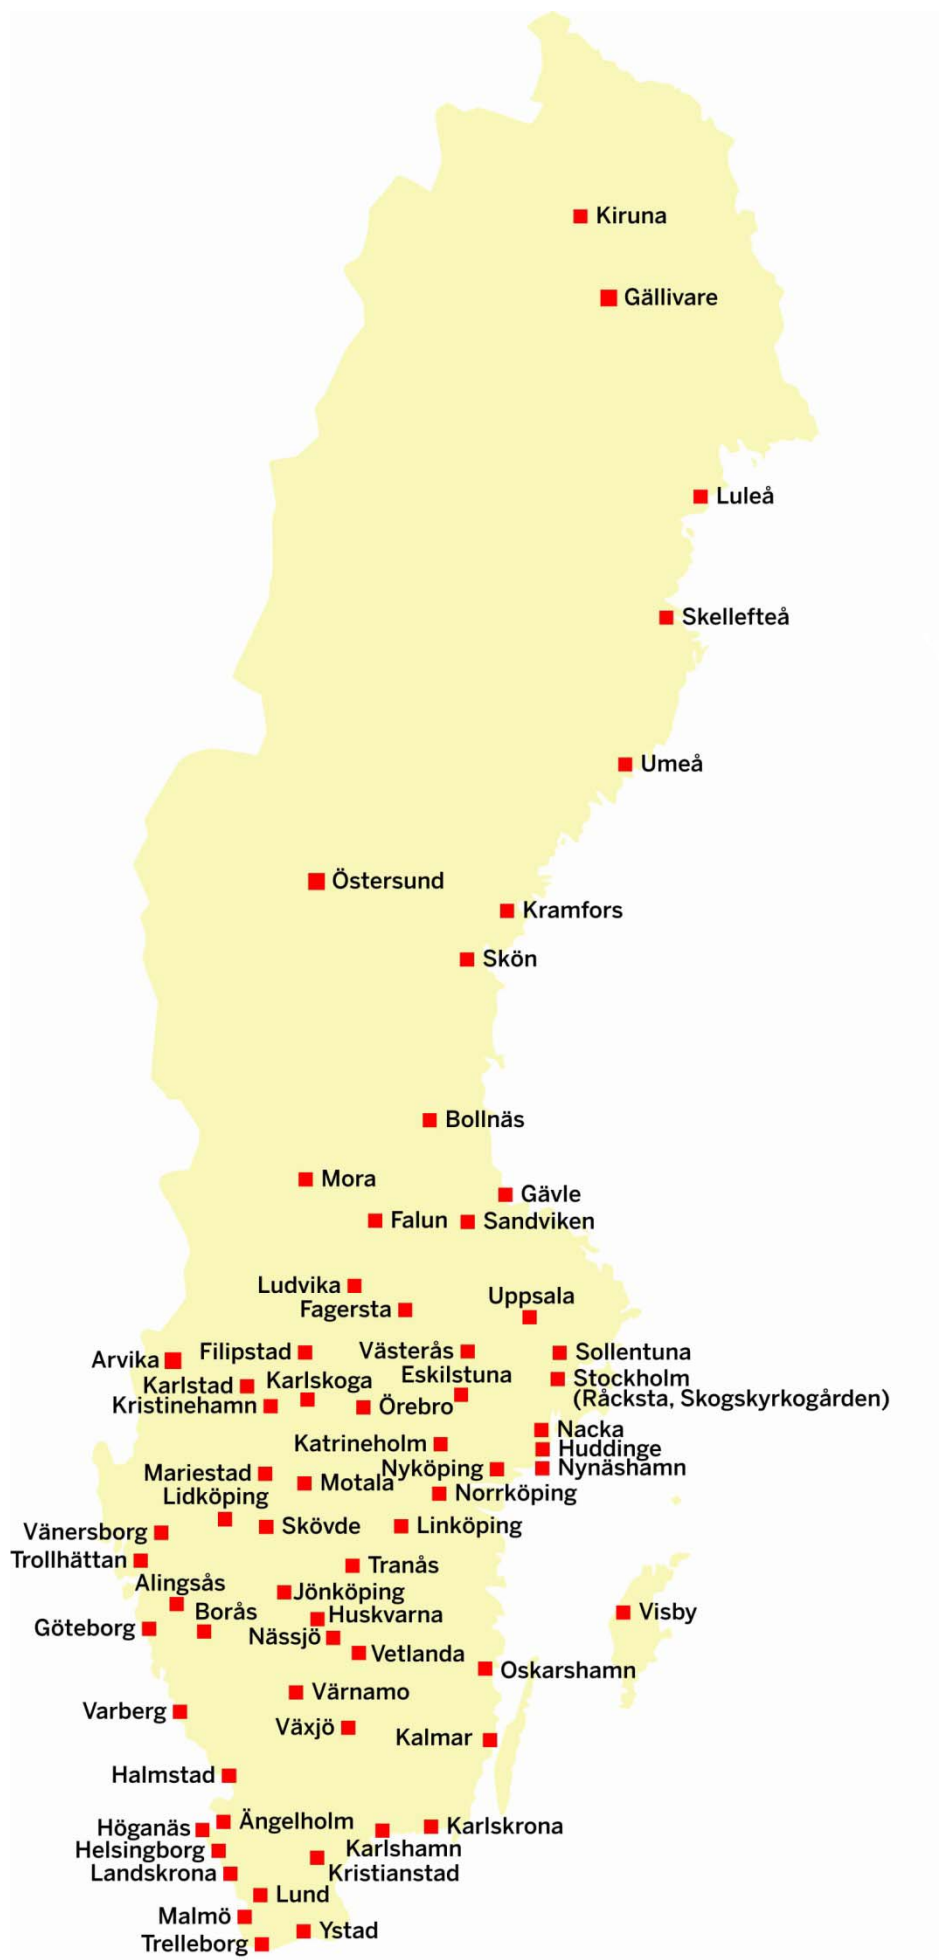 Kiruna
Gällivare
Luleå
Skellefteå
Umeå
Östersund
Kramfors
Skön
Bollnäs
Mora
Gävle
Falun
Sandviken
Ludvika
Uppsala
Fagersta
Filipstad
Västerås
Sollentuna
Arvika
Eskilstuna
Stockholm
(Råcksta, Skogskyrkogården)
Karlstad
Karlskoga
Kristinehamn
Örebro
Nacka
Katrineholm
Huddinge
Nyköping
Nynäshamn
Mariestad
Motala
Norrköping
Lidköping
Skövde
Linköping
Vänersborg
Trollhättan
Tranås
Alingsås
Jönköping
Borås
Huskvarna
Visby
Göteborg
Nässjö
Vetlanda
Oskarshamn
Värnamo
Varberg
Växjö
Kalmar
Halmstad
Ängelholm
Höganäs
Karlskrona
Helsingborg
Karlshamn
Landskrona
Kristianstad
Lund
Malmö
Ystad
Trelleborg